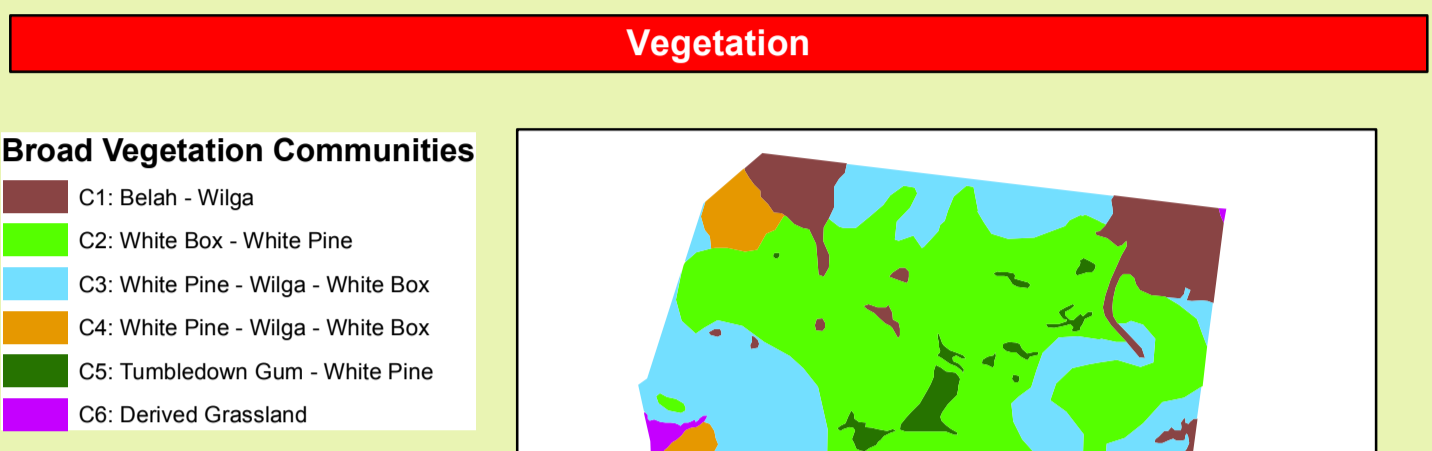 Vegetation
Broad Vegetation Communities
C1: Belah - Wilga
C2: White Box - White Pine
C3: White Pine - Wilga - White Box
C4: White Pine - Wilga - White Box
C5: Tumbledown Gum - White Pine
C6: Derived Grassland